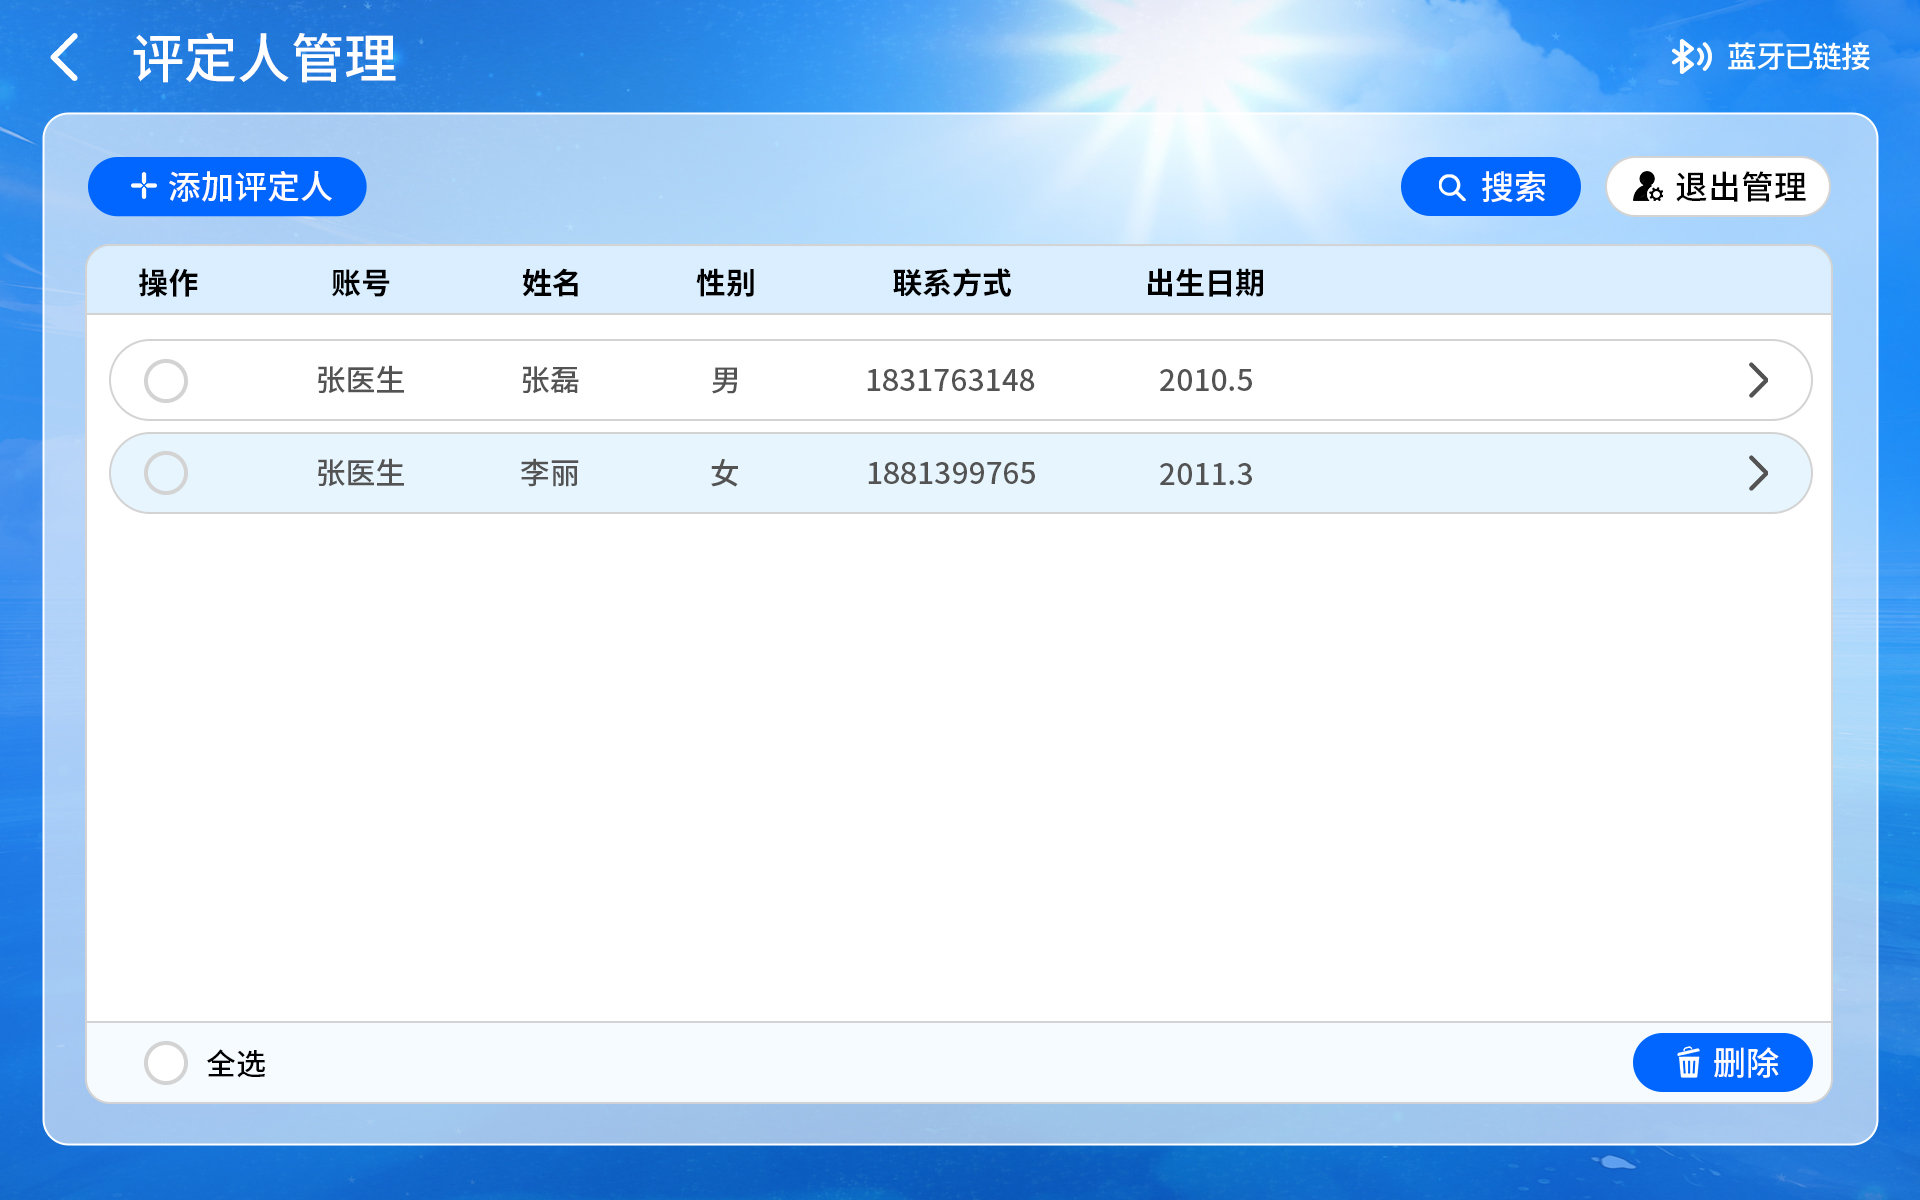 评定人管理
蓝牙已链接
添加评定人
搜索
退出管理
操作 账号 姓名 性别 联系方式 出生日期
张医生 张磊 男 1831763148 2010.5
张医生 李丽 女 1881399765 2011.3
全选
删除